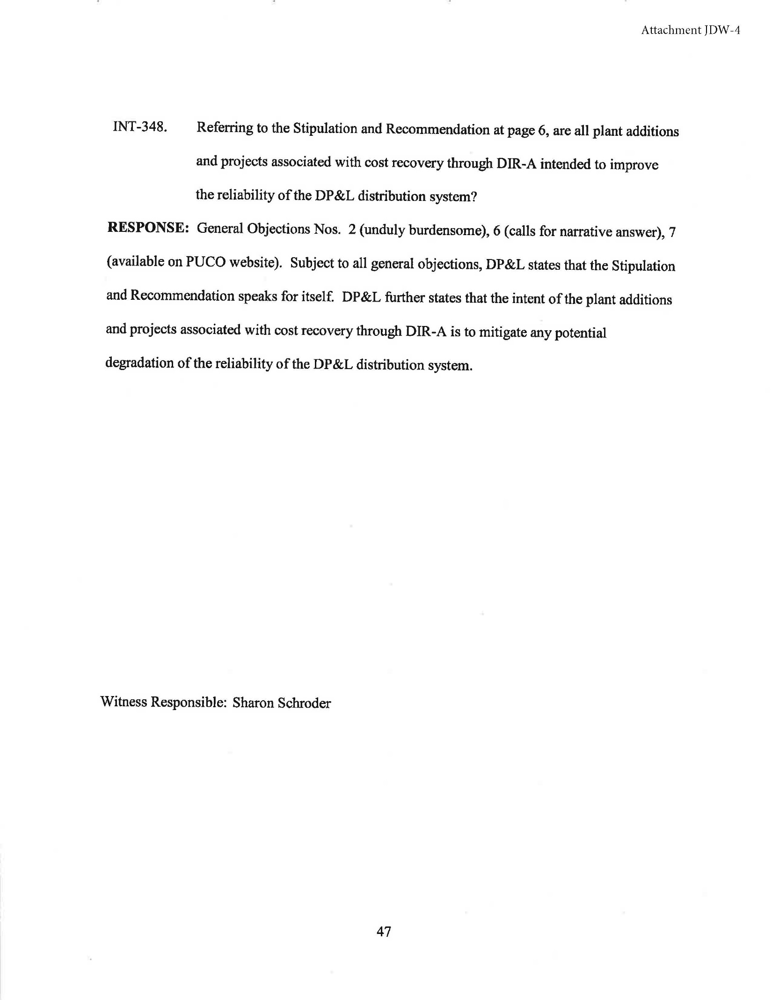 Attachment JDW-4
INT-348. Referring to the Stipulation and Recommendation at page 6, are all plant additions
and projects associated with cost recovery through DIR-A intended to improve
the reliability of the DP&L distribution system?
RESPONSE: General Objections Nos. 2 (unduly burdensome), 6 (calls for narrative answer), 7
(available on PUCO website). Subject to all general objections, DP&L states that the Stipulation
and Recommendation speaks for itself. DP&L further states that the intent of the plant additions
and projects associated with cost recovery through DIR-A is to mitigate any potential
degradation of the reliability of the DP&L distribution system.
Witness Responsible: Sharon Schroder
47